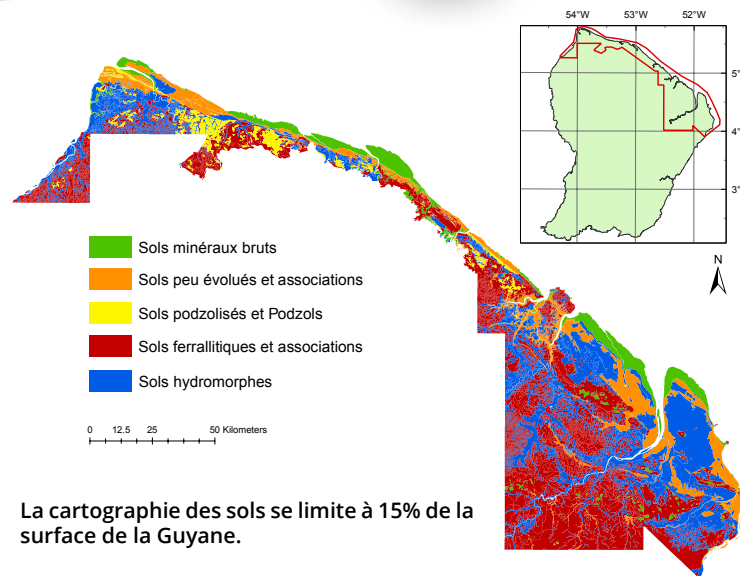 54°W 53°W 52°W
5°
4°
3°
N
Sols minéraux bruts
Sols peu évolués et associations
Sols podzolisés et Podzols
Sols ferrallitiques et associations
Sols hydromorphes
0 12.5 25 50 Kilometers
La cartographie des sols se limite à 15% de la
surface de la Guyane.